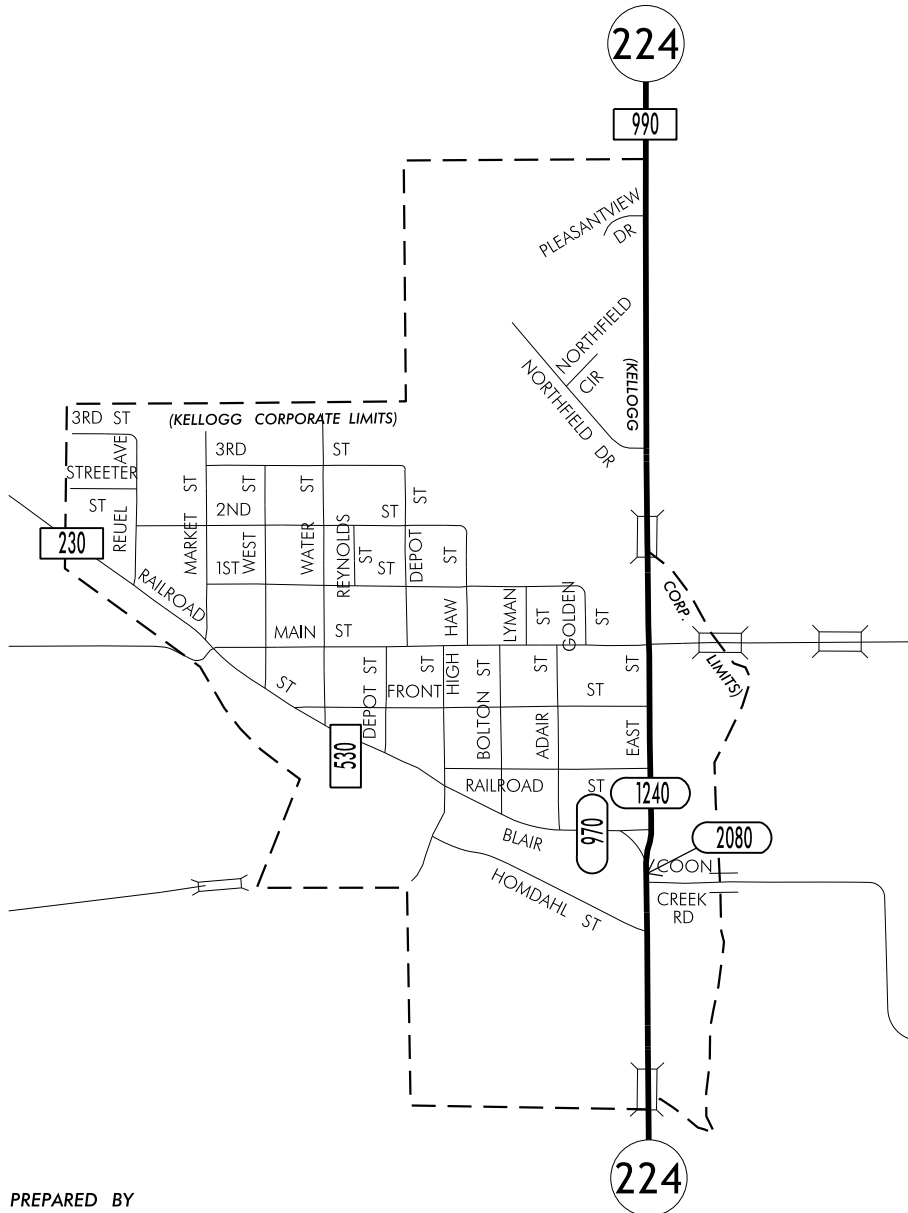 224
990
PLEASANTVIEW
DR
NORTHFIELD
CIR
NORTHFIELD DR
(KELLOGG
3RD ST
(KELLOGG CORPORATE LIMITS)
3RD ST
STREETER
ST
REUEL AVE
MARKET ST
2ND ST
WEST ST
WATER ST
REYNOLDS ST
DEPOT ST
230
1ST ST
RAILROAD
ST
HAW ST
LYMAN ST
GOLDEN ST
CORP.
LIMITS)
MAIN ST
DEPOT ST
FRONT ST
HIGH ST
BOLTON ST
ADAIR ST
EAST ST
530
RAILROAD ST
1240
970
BLAIR
2080
HOMDAHL ST
COON
CREEK
RD
224
PREPARED BY